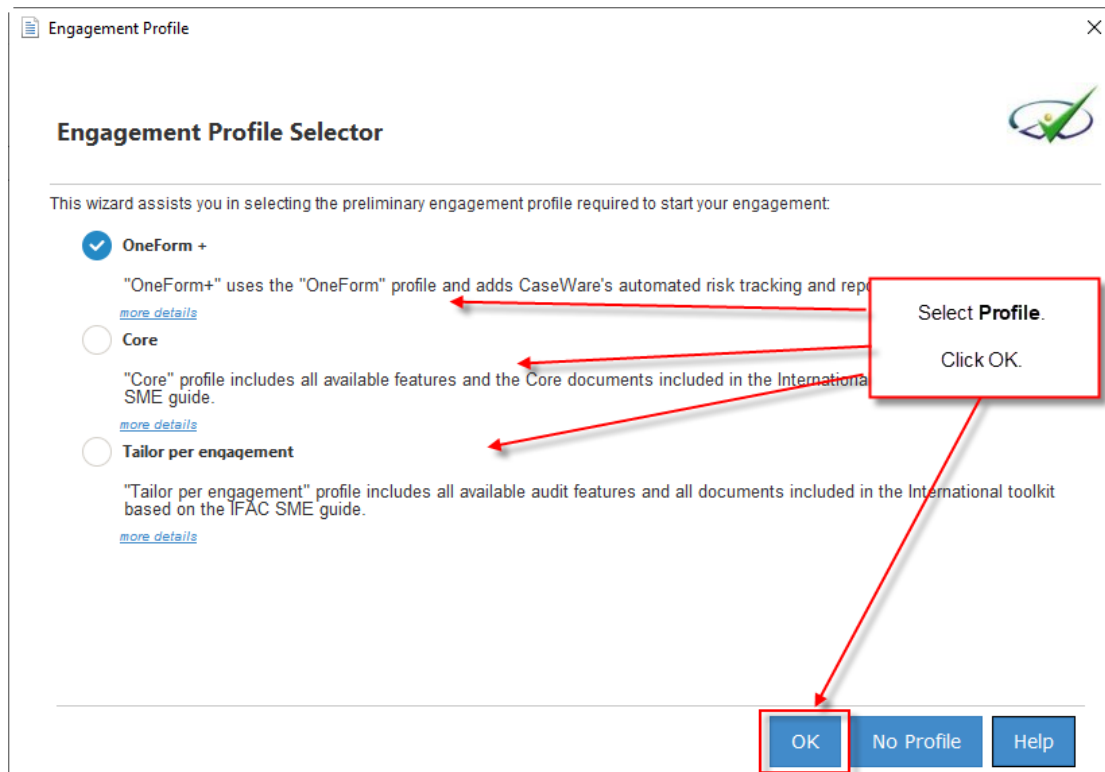 Engagement Profile
Engagement Profile Selector
This wizard assists you in selecting the preliminary engagement profile required to start your engagement:
OneForm +
"OneForm+" uses the "OneForm" profile and adds CaseWare's automated risk tracking and repo
more details
Core
"Core" profile includes all available features and the Core documents included in the Internationa
SME guide.
more details
Tailor per engagement
"Tailor per engagement" profile includes all available audit features and all documents included in the International toolkit
based on the IFAC SME guide.
more details
Select Profile.
Click OK.
OK
No Profile
Help